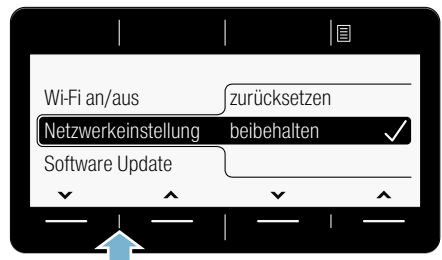 Wi-Fi an/aus zurücksetzen
Netzwerkeinstellung beibehalten
Software Update